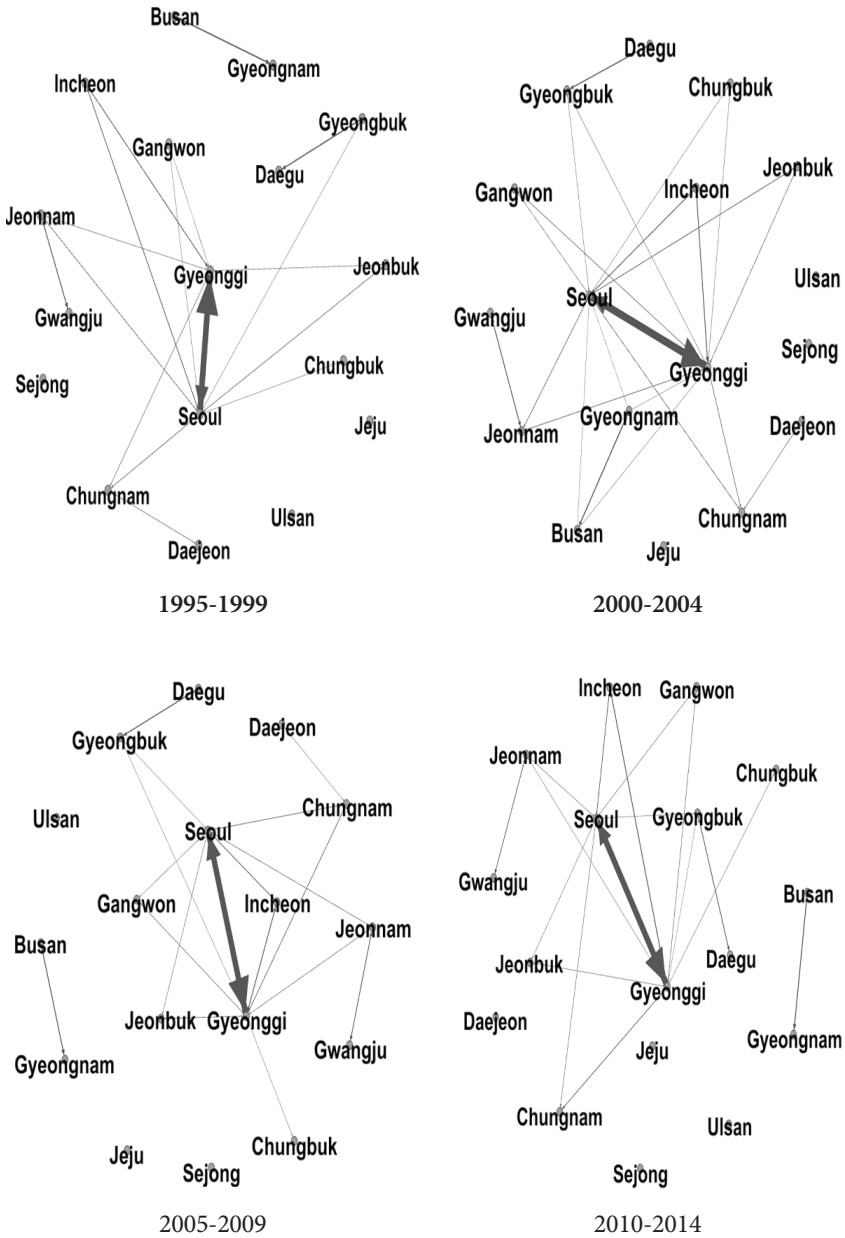 Busan
Gyeongnam
Incheon
Gyeongbuk
Gangwon
Daegu
Jeonnam
Gyeonggi
Jeonbuk
Gwangju
Chungbuk
Sejong
Seoul
Jeju
Chungnam
Ulsan
Daejeon
1995-1999
Daegu
Gyeongbuk
Chungbuk
Jeonbuk
Gangwon
Incheon
Ulsan
Seoul
Gwangju
Sejong
Gyeonggi
Gyeongnam
Daejeon
Jeonnam
Chungnam
Busan
Jeju
2000-2004
Daegu
Daejeon
Gyeongbuk
Chungnam
Ulsan
Seoul
Gangwon
Incheon
Jeonnam
Busan
Jeonbuk
Gyeonggi
Gwangju
Gyeongnam
Chungbuk
Jeju
Sejong
2005-2009
Incheon
Gangwon
Jeonnam
Chungbuk
Seoul
Gyeongbuk
Gwangju
Busan
Jeonbuk
Daegu
Gyeonggi
Daejeon
Jeju
Gyeongnam
Chungnam
Ulsan
Sejong
2010-2014